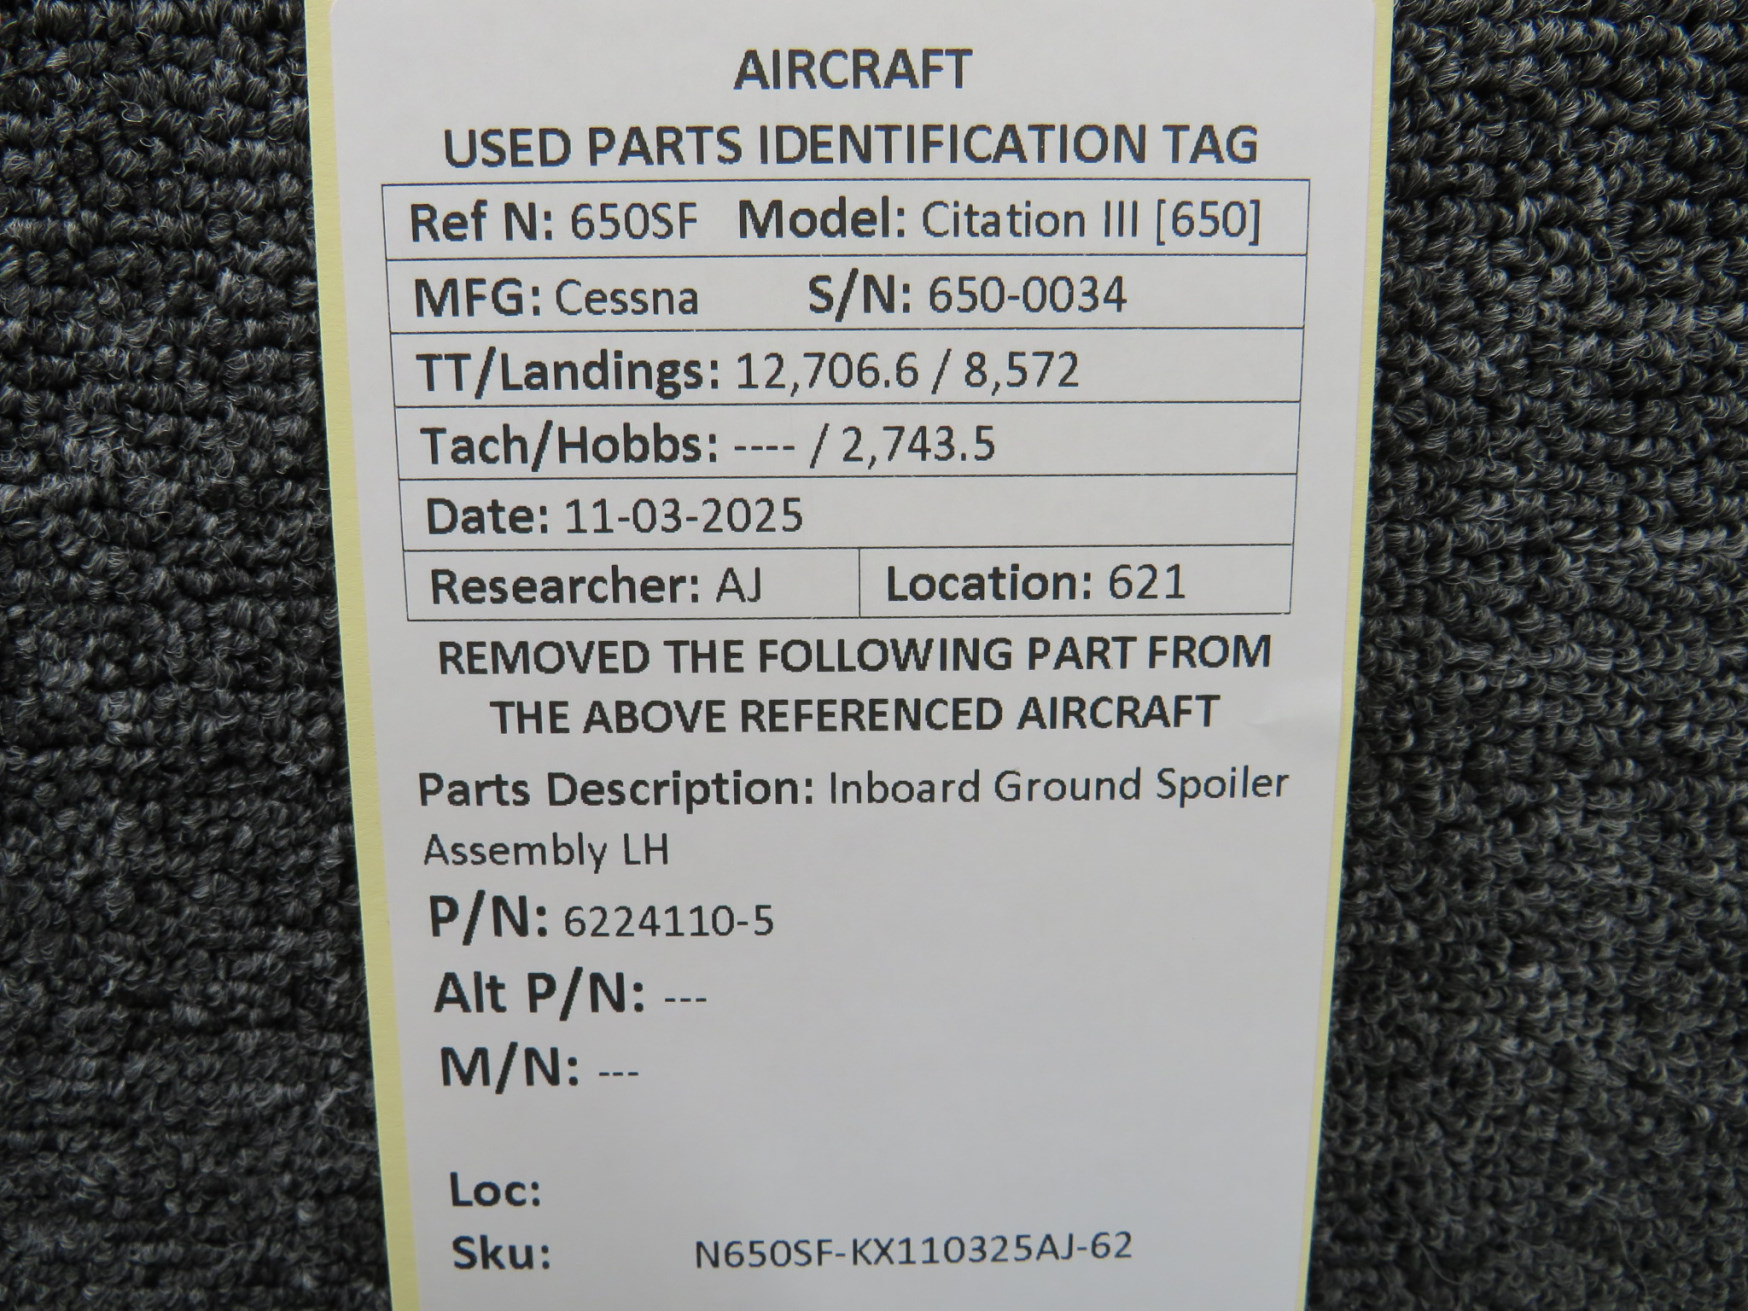 AIRCRAFT
USED PARTS IDENTIFICATION TAG
Ref N: 650SF Model: Citation III [650]
MFG: Cessna S/N: 650-0034
TT/Landings: 12,706.6 / 8,572
Tach/Hobbs: ---- / 2,743.5
Date: 11-03-2025
Researcher: AJ Location: 621
REMOVED THE FOLLOWING PART FROM
THE ABOVE REFERENCED AIRCRAFT
Parts Description: Inboard Ground Spoiler
Assembly LH
P/N: 6224110-5
Alt P/N: ---
M/N: ---
Loc:
Sku: N650SF-KX110325AJ-62